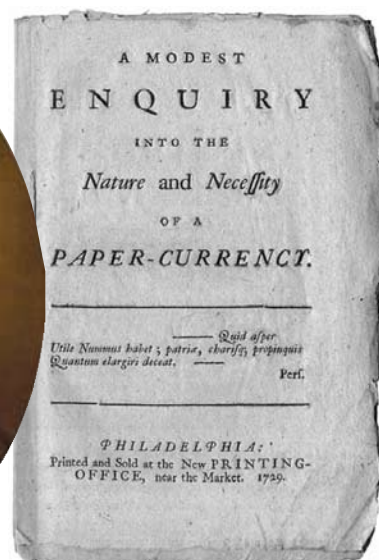 A MODEST
ENQUIRY
INTO THE
Nature and Neceſſity
OF A
PAPER-CURRENCY.
—— Quid aſper
Utile Nummus habet ; patriæ, chariſq; propinquis
Quantum elargiri deceat. ——
Perſ.
PHILADELPHIA:
Printed and Sold at the New PRINTING-
OFFICE, near the Market. 1729.